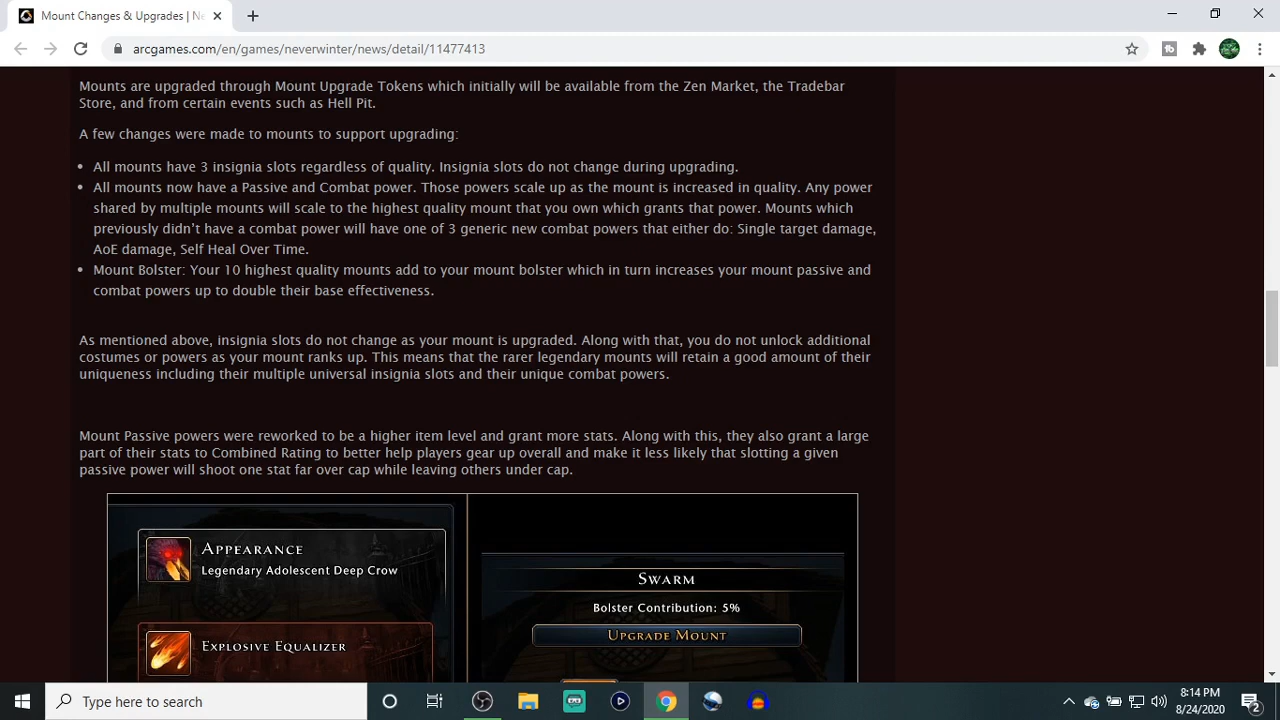 Mount Changes & Upgrades | Ne
arcgames.com/en/games/neverwinter/news/detail/11477413
Mounts are upgraded through Mount Upgrade Tokens which initially will be available from the Zen Market, the Tradebar
Store, and from certain events such as Hell Pit.
A few changes were made to mounts to support upgrading:
• All mounts have 3 insignia slots regardless of quality. Insignia slots do not change during upgrading.
• All mounts now have a Passive and Combat power. Those powers scale up as the mount is increased in quality. Any power
shared by multiple mounts will scale to the highest quality mount that you own which grants that power. Mounts which
previously didn't have a combat power will have one of 3 generic new combat powers that either do: Single target damage,
AoE damage, Self Heal Over Time.
• Mount Bolster: Your 10 highest quality mounts add to your mount bolster which in turn increases your mount passive and
combat powers up to double their base effectiveness.
As mentioned above, insignia slots do not change as your mount is upgraded. Along with that, you do not unlock additional
costumes or powers as your mount ranks up. This means that the rarer legendary mounts will retain a good amount of their
uniqueness including their multiple universal insignia slots and their unique combat powers.
Mount Passive powers were reworked to be a higher item level and grant more stats. Along with this, they also grant a large
part of their stats to Combined Rating to better help players gear up overall and make it less likely that slotting a given
passive power will shoot one stat far over cap while leaving others under cap.
Appearance
Legendary Adolescent Deep Crow
Explosive Equalizer
Swarm
Bolster Contribution: 5%
Upgrade Mount
Type here to search
8:14 PM
8/24/2020
2